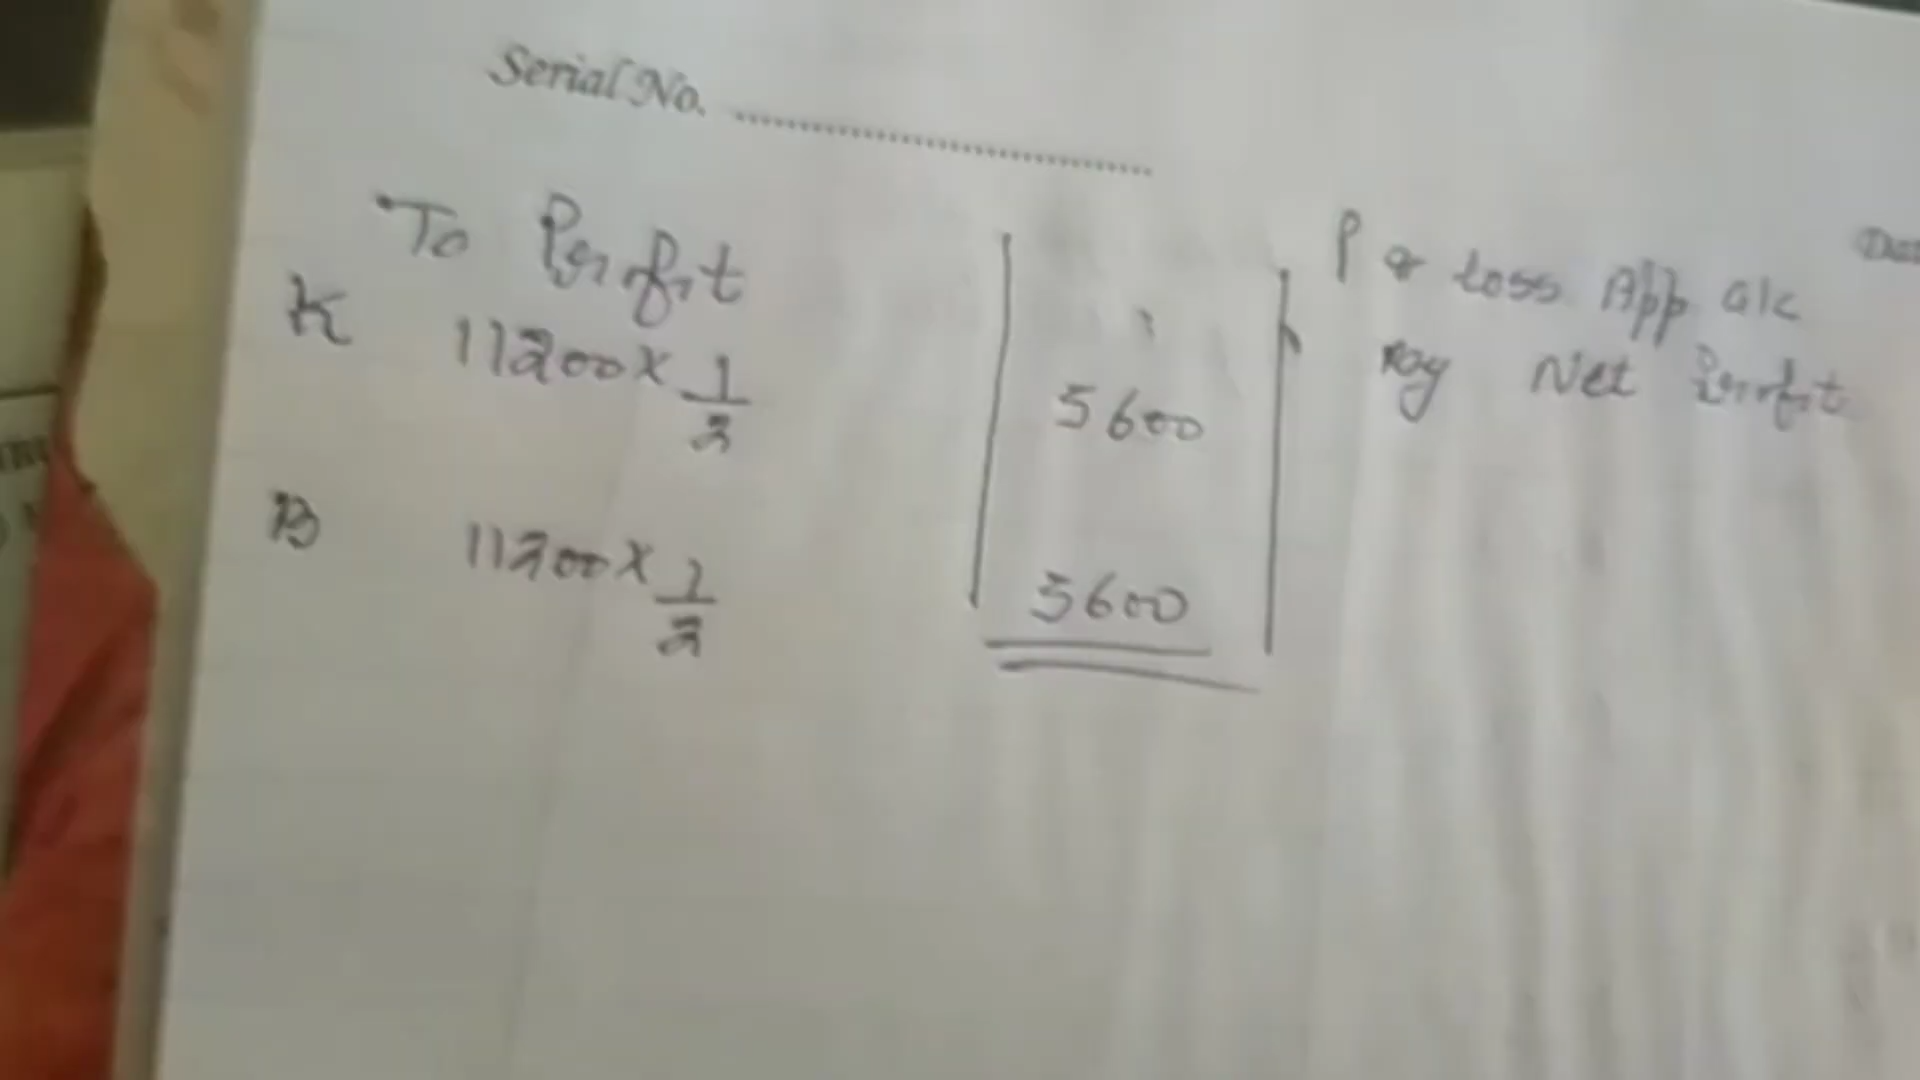 Serial No. ..............................
To Profit
K 11200 x 1/2 5600
B 11200 x 1/2 5600
P & Loss App a/c
By Net Profit